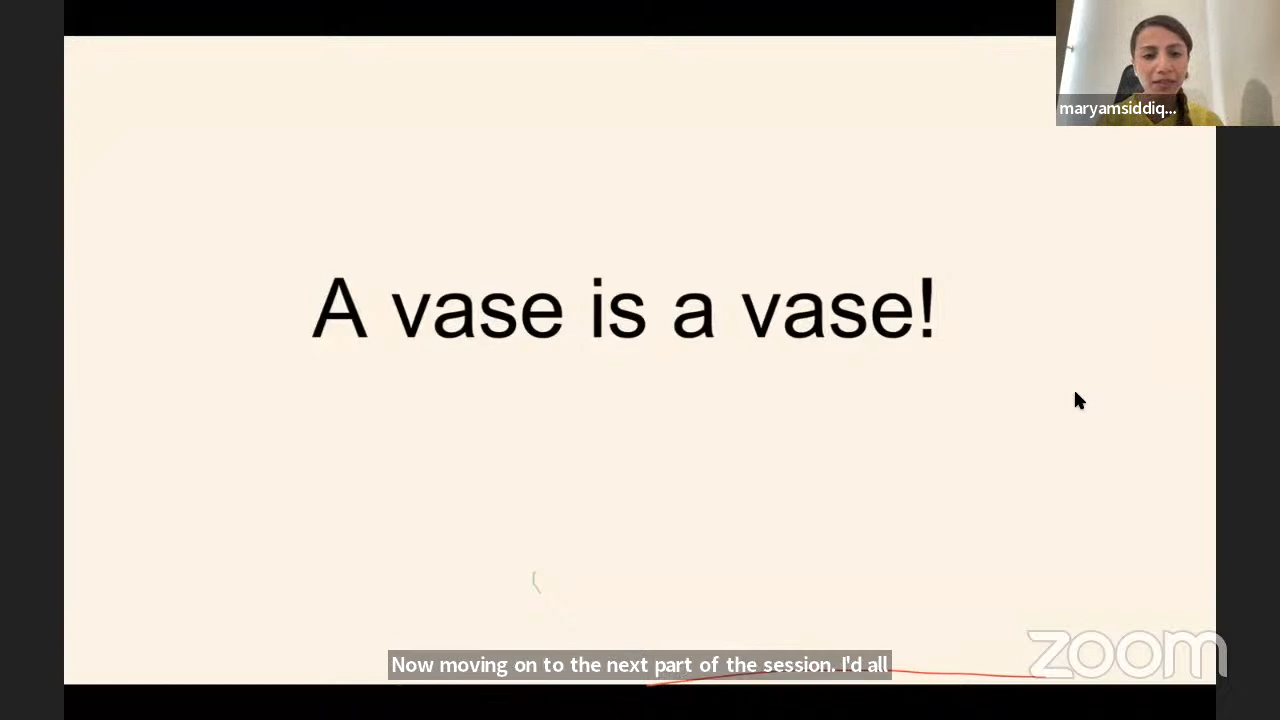 maryamsiddiq...
A vase is a vase!
Now moving on to the next part of the session. I'd all
zoom